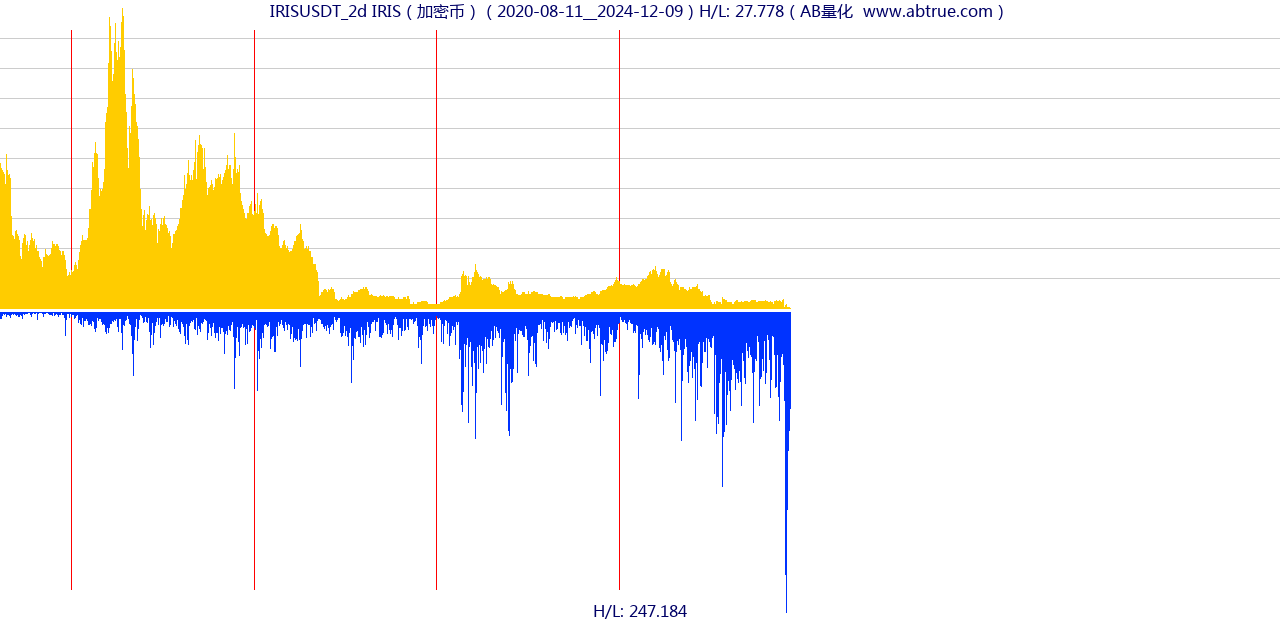 IRISUSDT_2d IRIS（加密币）（2020-08-11__2024-12-09）H/L: 27.778（AB量化  www.abtrue.com）
H/L: 247.184